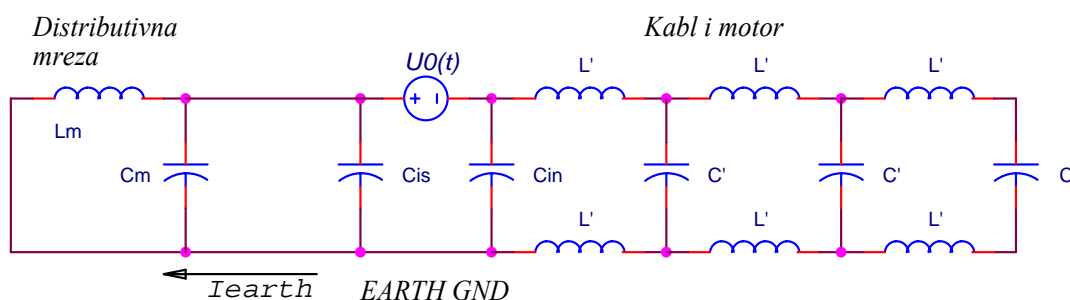 Distributivna
mreza
Kabl i motor
U0(t)
L'
L'
L'
+ –
Lm
Cm
Cis
Cin
C'
C'
C
L'
L'
L'
Iearth
EARTH GND